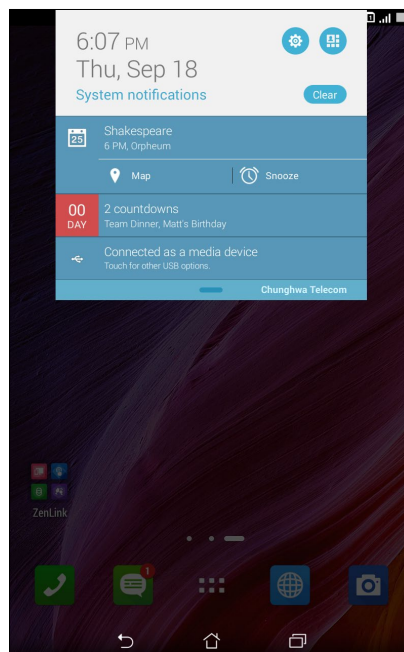 6:07 PM
Thu, Sep 18
System notifications
Clear
25
Shakespeare
6 PM, Orpheum
Map
Snooze
00
DAY
2 countdowns
Team Dinner, Matt's Birthday
Connected as a media device
Touch for other USB options.
Chunghwa Telecom
ZenLink
1